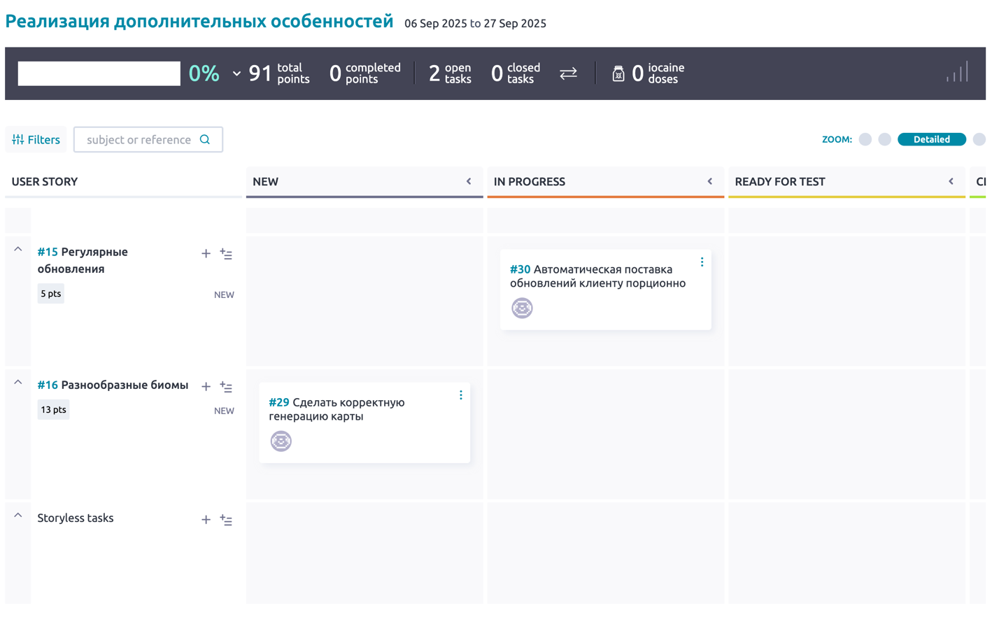 Реализация дополнительных особенностей 06 Sep 2025 to 27 Sep 2025
0% 91 total points 0 completed points 2 open tasks 0 closed tasks 0 iocaine doses
Filters subject or reference ZOOM: Detailed
USER STORY NEW IN PROGRESS READY FOR TEST
#15 Регулярные
обновления
5 pts NEW
#30 Автоматическая поставка
обновлений клиенту порционно
#16 Разнообразные биомы
13 pts NEW
#29 Сделать корректную
генерацию карты
Storyless tasks